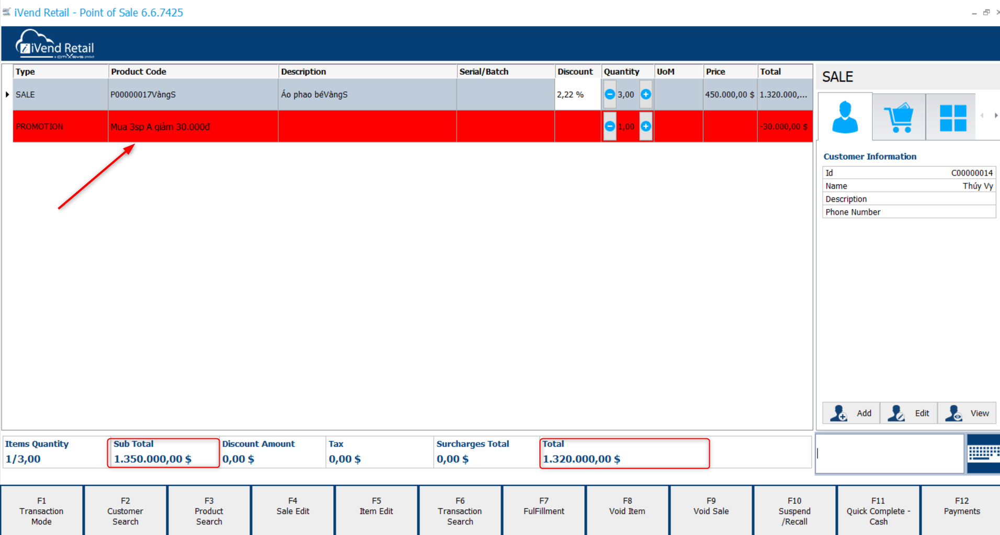 iVend Retail - Point of Sale 6.6.7425
iVend Retail
a citiXsys product
Type Product Code Description Serial/Batch Discount Quantity UoM Price Total
SALE P00000017VàngS Áo phao béVàngS 2,22 % 3,00 450.000,00 $ 1.320.000,...
PROMOTION Mua 3sp A giảm 30.000đ 1,00 -30.000,00 $
SALE
Customer Information
Id C00000014
Name Thúy Vy
Description
Phone Number
Add Edit View
Items Quantity Sub Total Discount Amount Tax Surcharges Total Total
1/3,00 1.350.000,00 $ 0,00 $ 0,00 $ 0,00 $ 1.320.000,00 $
F1 F2 F3 F4 F5 F6 F7 F8 F9 F10 F11 F12
Transaction Customer Product Sale Edit Item Edit Transaction FulFillment Void Item Void Sale Suspend Quick Complete - Payments
Mode Search Search Search /Recall Cash